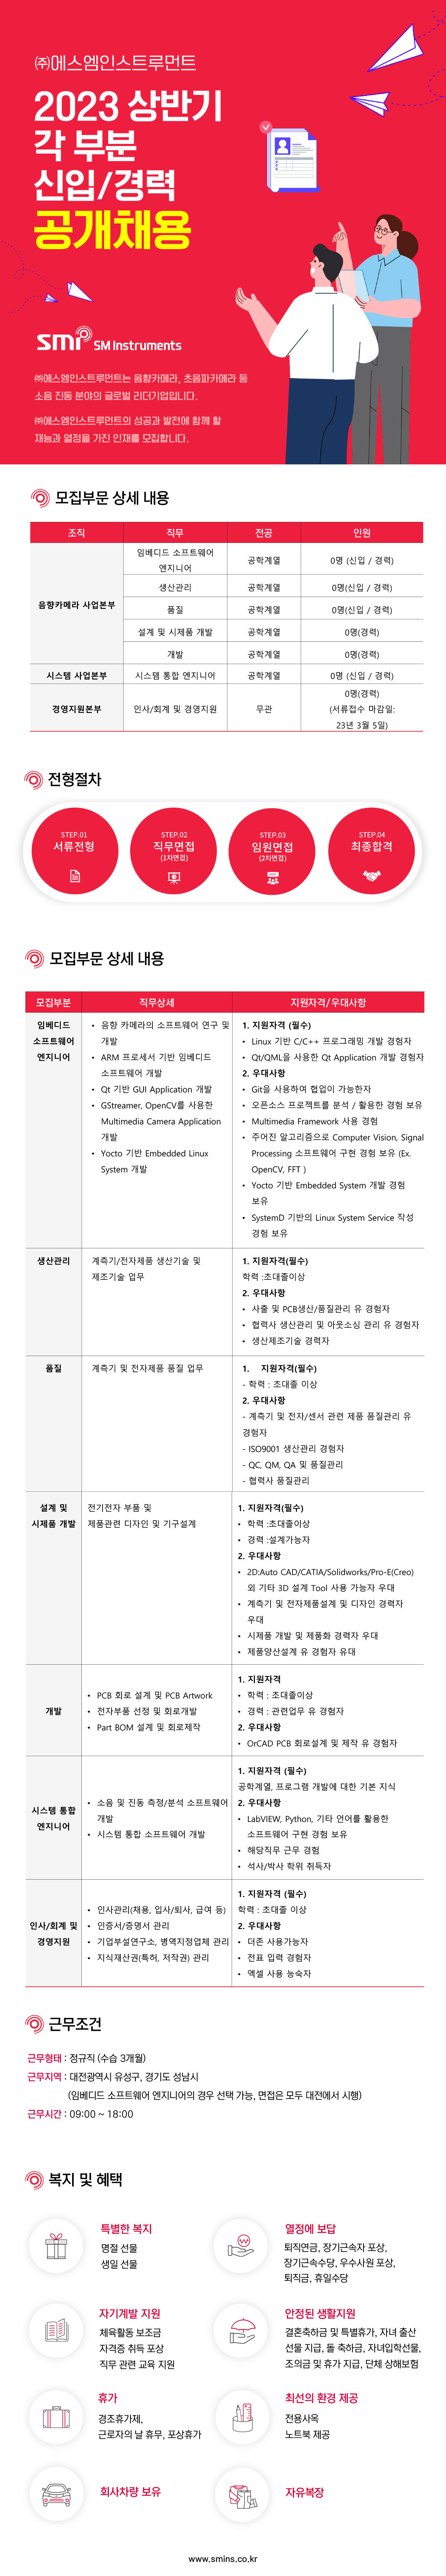 ㈜에스엠인스트루먼트
2023 상반기
각 부분
신입/경력
공개채용
smi SM Instruments
㈜에스엠인스트루먼트는 음향카메라, 초음파카메라 등
소음 진동 분야의 글로벌 리더기업입니다.
㈜에스엠인스트루먼트의 성공과 발전에 함께 할
재능과 열정을 가진 인재를 모집합니다.
모집부문 상세 내용
조직 직무 전공 인원
음향카메라 사업본부
임베디드 소프트웨어
엔지니어 공학계열 0명 (신입 / 경력)
생산관리 공학계열 0명(신입 / 경력)
품질 공학계열 0명(신입 / 경력)
설계 및 시제품 개발 공학계열 0명(경력)
개발 공학계열 0명(경력)
시스템 사업본부 시스템 통합 엔지니어 공학계열 0명 (신입 / 경력)
경영지원본부 인사/회계 및 경영지원 무관
0명(경력)
(서류접수 마감일:
23년 3월 5일)
전형절차
STEP.01
서류전형
STEP.02
직무면접
(1차면접)
STEP.03
임원면접
(2차면접)
STEP.04
최종합격
모집부문 상세 내용
모집부분 직무상세 지원자격/우대사항
임베디드
소프트웨어
엔지니어
• 음향 카메라의 소프트웨어 연구 및
개발
• ARM 프로세서 기반 임베디드
소프트웨어 개발
• Qt 기반 GUI Application 개발
• GStreamer, OpenCV를 사용한
Multimedia Camera Application
개발
• Yocto 기반 Embedded Linux
System 개발
1. 지원자격 (필수)
• Linux 기반 C/C++ 프로그래밍 개발 경험자
• Qt/QML을 사용한 Qt Application 개발 경험자
2. 우대사항
• Git을 사용하여 협업이 가능한자
• 오픈소스 프로젝트를 분석 / 활용한 경험 보유
• Multimedia Framework 사용 경험
• 주어진 알고리즘으로 Computer Vision, Signal
Processing 소프트웨어 구현 경험 보유 (Ex.
OpenCV, FFT )
• Yocto 기반 Embedded System 개발 경험
보유
• SystemD 기반의 Linux System Service 작성
경험 보유
생산관리
계측기/전자제품 생산기술 및
제조기술 업무
1. 지원자격(필수)
학력 :초대졸이상
2. 우대사항
• 사출 및 PCB생산/품질관리 유 경험자
• 협력사 생산관리 및 아웃소싱 관리 유 경험자
• 생산제조기술 경력자
품질
계측기 및 전자제품 품질 업무
1. 지원자격(필수)
- 학력 : 초대졸 이상
2. 우대사항
- 계측기 및 전자/센서 관련 제품 품질관리 유
경험자
- ISO9001 생산관리 경험자
- QC, QM, QA 및 품질관리
- 협력사 품질관리
설계 및
시제품 개발
전기전자 부품 및
제품관련 디자인 및 기구설계
1. 지원자격(필수)
• 학력 :초대졸이상
• 경력 :설계가능자
2. 우대사항
• 2D:Auto CAD/CATIA/Solidworks/Pro-E(Creo)
외 기타 3D 설계 Tool 사용 가능자 우대
• 계측기 및 전자제품설계 및 디자인 경력자
우대
• 시제품 개발 및 제품화 경력자 우대
• 제품양산설계 유 경험자 유대
개발
• PCB 회로 설계 및 PCB Artwork
• 전자부품 선정 및 회로개발
• Part BOM 설계 및 회로제작
1. 지원자격
• 학력 : 초대졸이상
• 경력 : 관련업무 유 경험자
2. 우대사항
• OrCAD PCB 회로설계 및 제작 유 경험자
시스템 통합
엔지니어
• 소음 및 진동 측정/분석 소프트웨어
개발
• 시스템 통합 소프트웨어 개발
1. 지원자격 (필수)
공학계열, 프로그램 개발에 대한 기본 지식
2. 우대사항
• LabVIEW, Python, 기타 언어를 활용한
소프트웨어 구현 경험 보유
• 해당직무 근무 경험
• 석사/박사 학위 취득자
인사/회계 및
경영지원
• 인사관리(채용, 입사/퇴사, 급여 등)
• 인증서/증명서 관리
• 기업부설연구소, 병역지정업체 관리
• 지식재산권(특허, 저작권) 관리
1. 지원자격 (필수)
학력 : 초대졸 이상
2. 우대사항
• 더존 사용가능자
• 전표 입력 경험자
• 엑셀 사용 능숙자
근무조건
근무형태 : 정규직 (수습 3개월)
근무지역 : 대전광역시 유성구, 경기도 성남시
(임베디드 소프트웨어 엔지니어의 경우 선택 가능, 면접은 모두 대전에서 시행)
근무시간 : 09:00 ~ 18:00
복지 및 혜택
특별한 복지
명절 선물
생일 선물
열정에 보답
퇴직연금, 장기근속자 포상,
장기근속수당, 우수사원 포상,
퇴직금, 휴일수당
자기계발 지원
체육활동 보조금
자격증 취득 포상
직무 관련 교육 지원
안정된 생활지원
결혼축하금 및 특별휴가, 자녀 출산
선물 지급, 돌 축하금, 자녀입학선물,
조의금 및 휴가 지급, 단체 상해보험
휴가
경조휴가제,
근로자의 날 휴무, 포상휴가
최선의 환경 제공
전용사옥
노트북 제공
회사차량 보유
자유복장
www.smins.co.kr